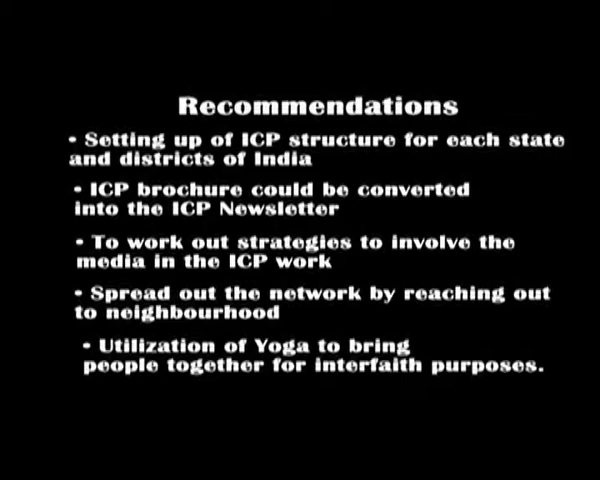 Recommendations
• Setting up of ICP structure for each state
and districts of India
• ICP brochure could be converted
into the ICP Newsletter
• To work out strategies to involve the
media in the ICP work
• Spread out the network by reaching out
to neighbourhood
• Utilization of Yoga to bring
people together for interfaith purposes.